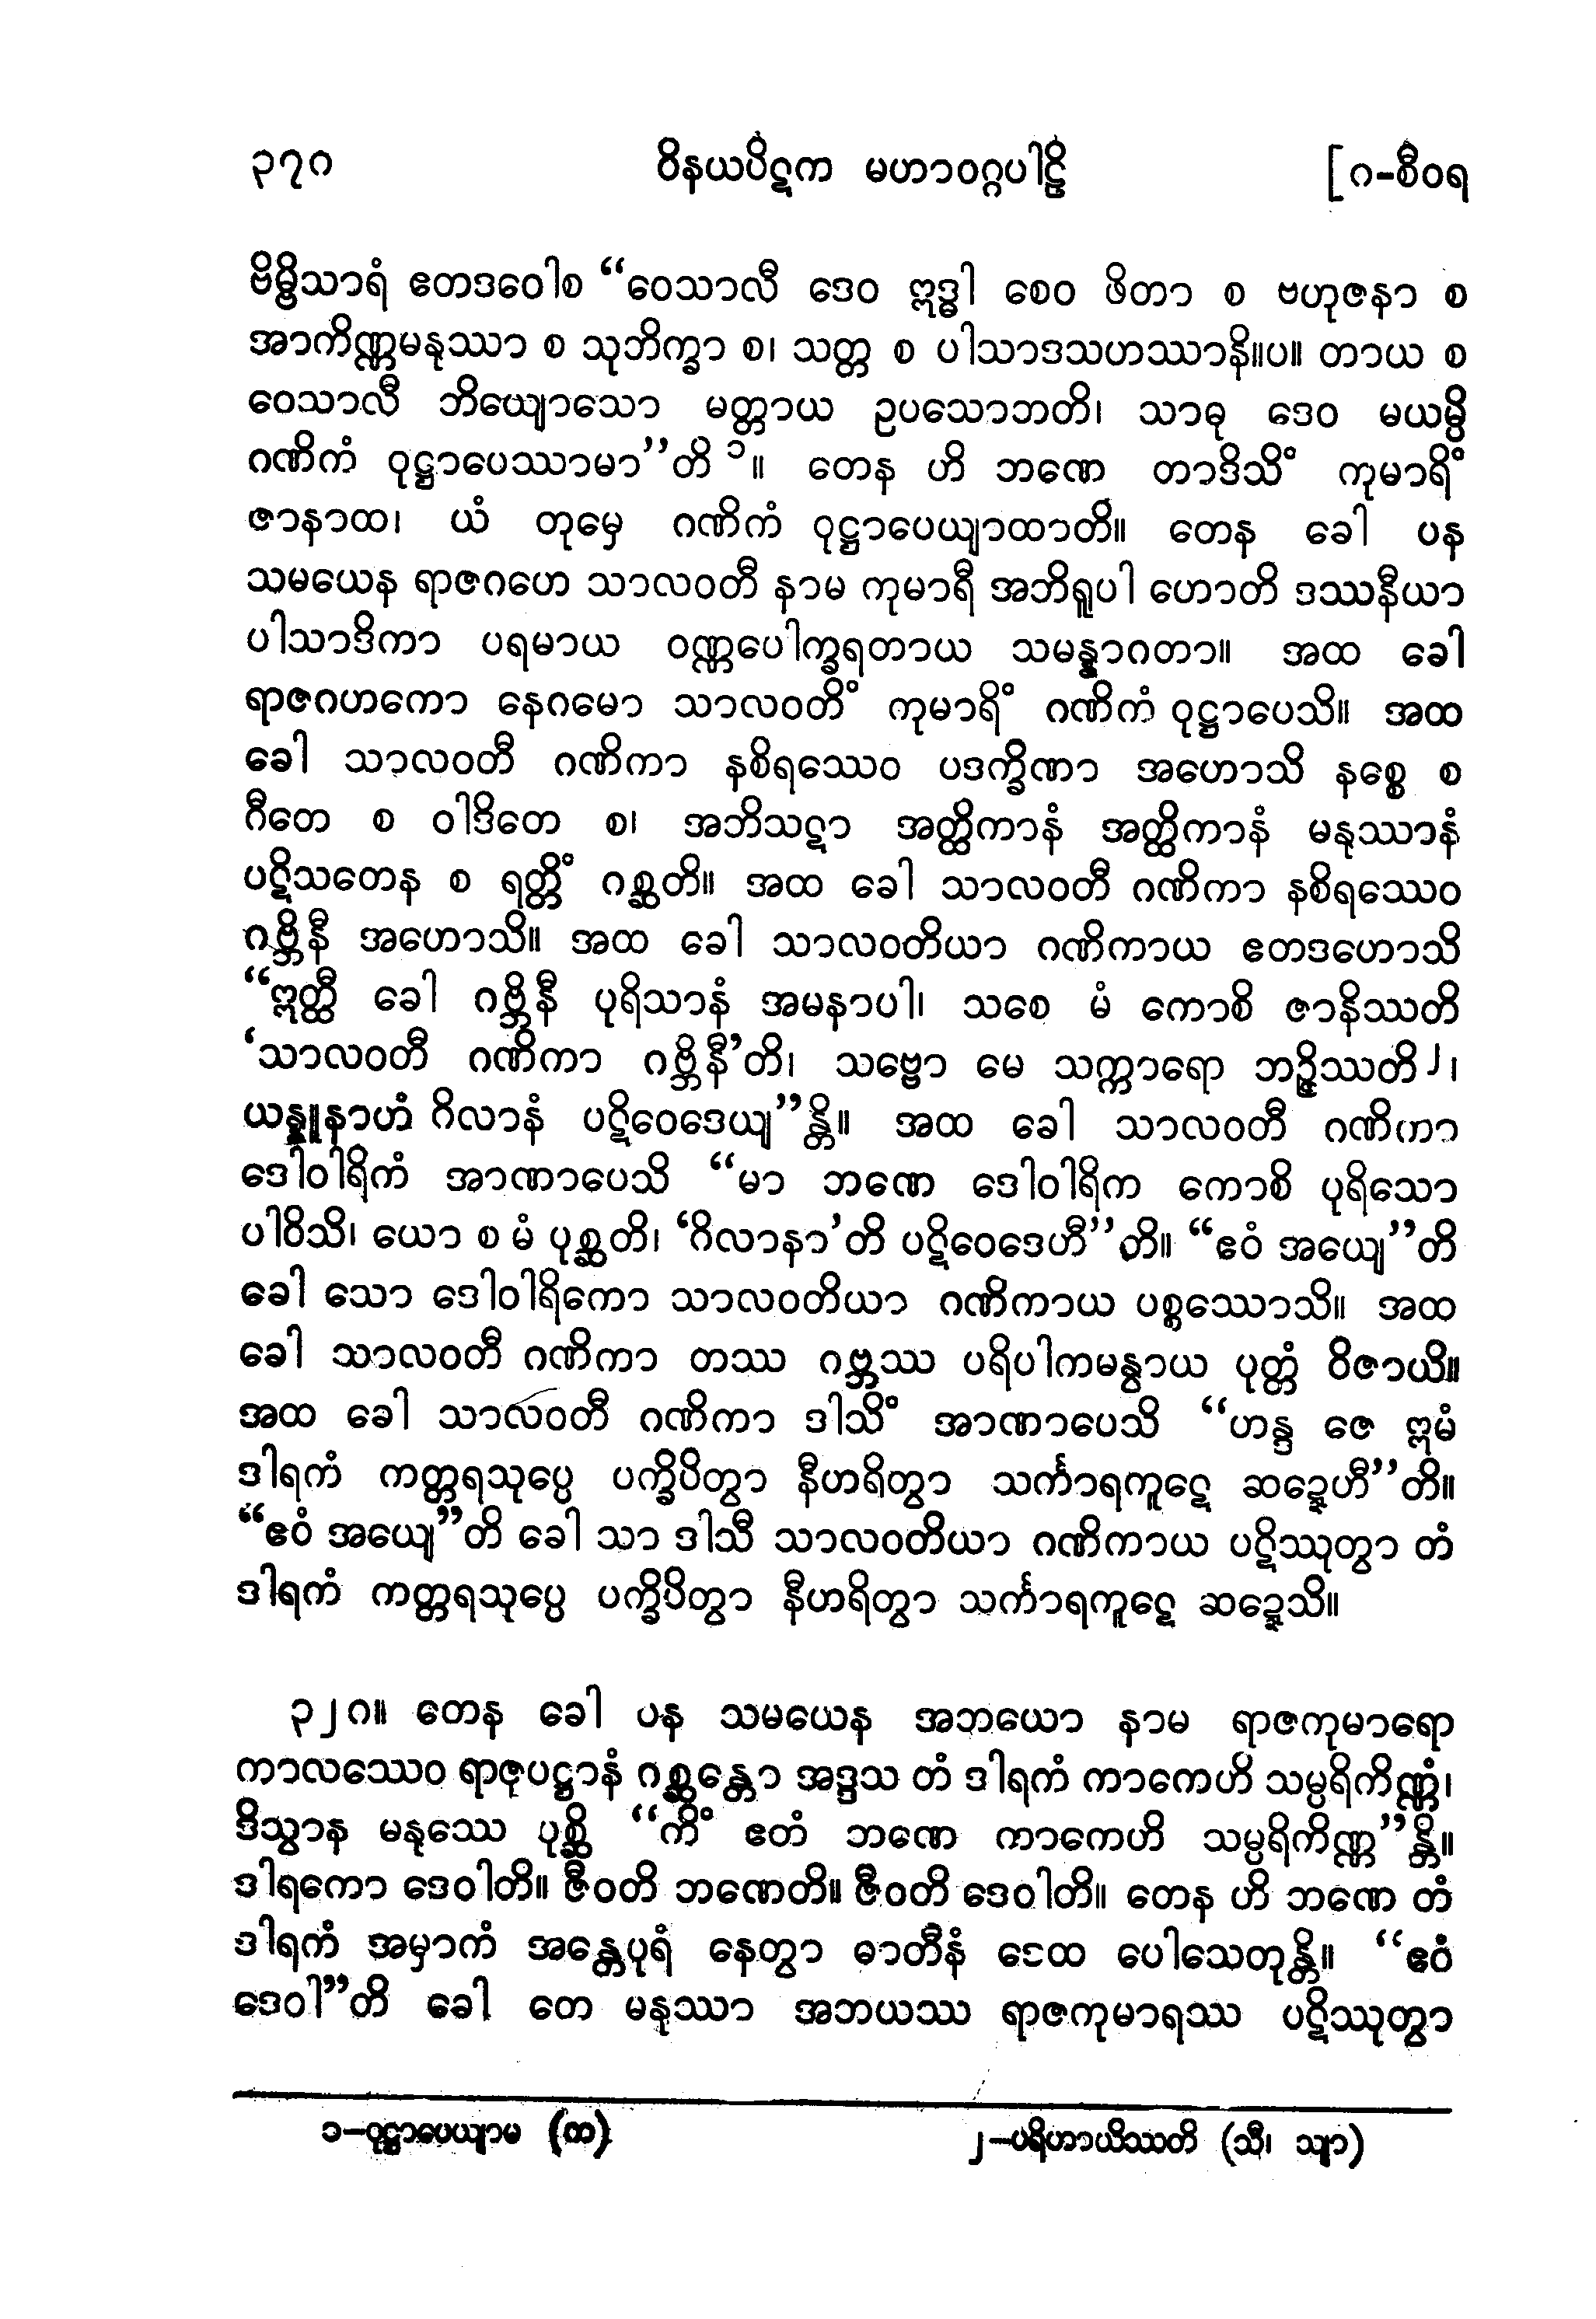 ၃၇၈ ဝိနယပိဋက မဟာဝဂ္ဂပါဠိ [၈-စီဝရ
ဗိမ္ဗိသာရံ ဧတဒဝေါစ “ဝေသာလီ ဒေဝ ဣဒ္ဓါ စေဝ ဖိတာ စ ဗဟုဇနာ စ
အာကိဏ္ဏမနုဿာ စ သုဘိက္ခာ စ၊ သတ္တ စ ပါသာဒသဟဿာနိ။ပ။ တာယ စ
ဝေသာလီ ဘိယျောသော မတ္တာယ ဥပသောဘတိ၊ သာဓု ဒေဝ မယမ္ပိ
ဂဏိကံ ဝုဋ္ဌာပေဿာမာ”တိ ၁။ တေန ဟိ ဘဏေ တာဒိသိံ ကုမာရိံ
ဇာနာထ၊ ယံ တုမှေ ဂဏိကံ ဝုဋ္ဌာပေယျာထာတိ။ တေန ခေါ ပန
သမယေန ရာဇဂဟေ သာလဝတီ နာမ ကုမာရီ အဘိရူပါ ဟောတိ ဒဿနီယာ
ပါသာဒိကာ ပရမာယ ဝဏ္ဏပေါက္ခရတာယ သမန္နာဂတာ။ အထ ခေါ
ရာဇဂဟကော နေဂမော သာလဝတိံ ကုမာရိံ ဂဏိကံ ဝုဋ္ဌာပေသိ။ အထ
ခေါ သာလဝတီ ဂဏိကာ နစိရဿေဝ ပဒက္ခိဏာ အဟောသိ နစ္စေ စ
ဂီတေ စ ဝါဒိတေ စ၊ အဘိသဋာ အတ္ထိကာနံ အတ္ထိကာနံ မနုဿာနံ
ပဋိသတေန စ ရတ္တိံ ဂစ္ဆတိ။ အထ ခေါ သာလဝတီ ဂဏိကာ နစိရဿေဝ
ဂဗ္ဘိနီ အဟောသိ။ အထ ခေါ သာလဝတိယာ ဂဏိကာယ ဧတဒဟောသိ
“ဣတ္ထီ ခေါ ဂဗ္ဘိနီ ပုရိသာနံ အမနာပါ၊ သစေ မံ ကောစိ ဇာနိဿတိ
‘သာလဝတီ ဂဏိကာ ဂဗ္ဘိနီ’တိ၊ သဗ္ဗော မေ သက္ကာရော ဘဉ္ဇိဿတိ၂၊
ယန္နူနာဟံ ဂိလာနံ ပဋိဝေဒေယျ”န္တိ။ အထ ခေါ သာလဝတီ ဂဏိကာ
ဒေါဝါရိကံ အာဏာပေသိ “မာ ဘဏေ ဒေါဝါရိက ကောစိ ပုရိသော
ပါဝိသိ၊ ယော စ မံ ပုစ္ဆတိ၊ ‘ဂိလာနာ’တိ ပဋိဝေဒေဟီ”တိ။ “ဧဝံ အယျေ”တိ
ခေါ သော ဒေါဝါရိကော သာလဝတိယာ ဂဏိကာယ ပစ္စဿောသိ။ အထ
ခေါ သာလဝတီ ဂဏိကာ တဿ ဂဗ္ဘဿ ပရိပါကမန္ဝာယ ပုတ္တံ ဝိဇာယိ။
အထ ခေါ သာလဝတီ ဂဏိကာ ဒါသိံ အာဏာပေသိ “ဟန္ဒ ဇေ ဣမံ
ဒါရကံ ကတ္တရသုပ္ပေ ပက္ခိပိတွာ နီဟရိတွာ သင်္ကာရကူဋေ ဆဍ္ဍေဟီ”တိ။
“ဧဝံ အယျေ”တိ ခေါ သာ ဒါသီ သာလဝတိယာ ဂဏိကာယ ပဋိဿုတွာ တံ
ဒါရကံ ကတ္တရသုပ္ပေ ပက္ခိပိတွာ နီဟရိတွာ သင်္ကာရကူဋေ ဆဍ္ဍေသိ။
၃၂၈။ တေန ခေါ ပန သမယေန အဘယော နာမ ရာဇကုမာရော
ကာလဿေဝ ရာဇုပဋ္ဌာနံ ဂစ္ဆန္တော အဒ္ဒသ တံ ဒါရကံ ကာကေဟိ သမ္ပရိကိဏ္ဏံ၊
ဒိသွာန မနုဿေ ပုစ္ဆိ “ကိံ ဧတံ ဘဏေ ကာကေဟိ သမ္ပရိကိဏ္ဏ”န္တိ။
ဒါရကော ဒေဝါတိ။ ဇီဝတိ ဘဏေတိ။ ဇီဝတိ ဒေဝါတိ။ တေန ဟိ ဘဏေ တံ
ဒါရကံ အမှာကံ အန္တေပုရံ နေတွာ ဓာတီနံ ဒေထ ပေါသေတုန္တိ။ “ဧဝံ
ဒေဝါ”တိ ခေါ တေ မနုဿာ အဘယဿ ရာဇကုမာရဿ ပဋိဿုတွာ
၁-ဝုဋ္ဌာပေယျာမ (က) ၂-ပရိဟာယိဿတိ (သီ၊ သျာ)